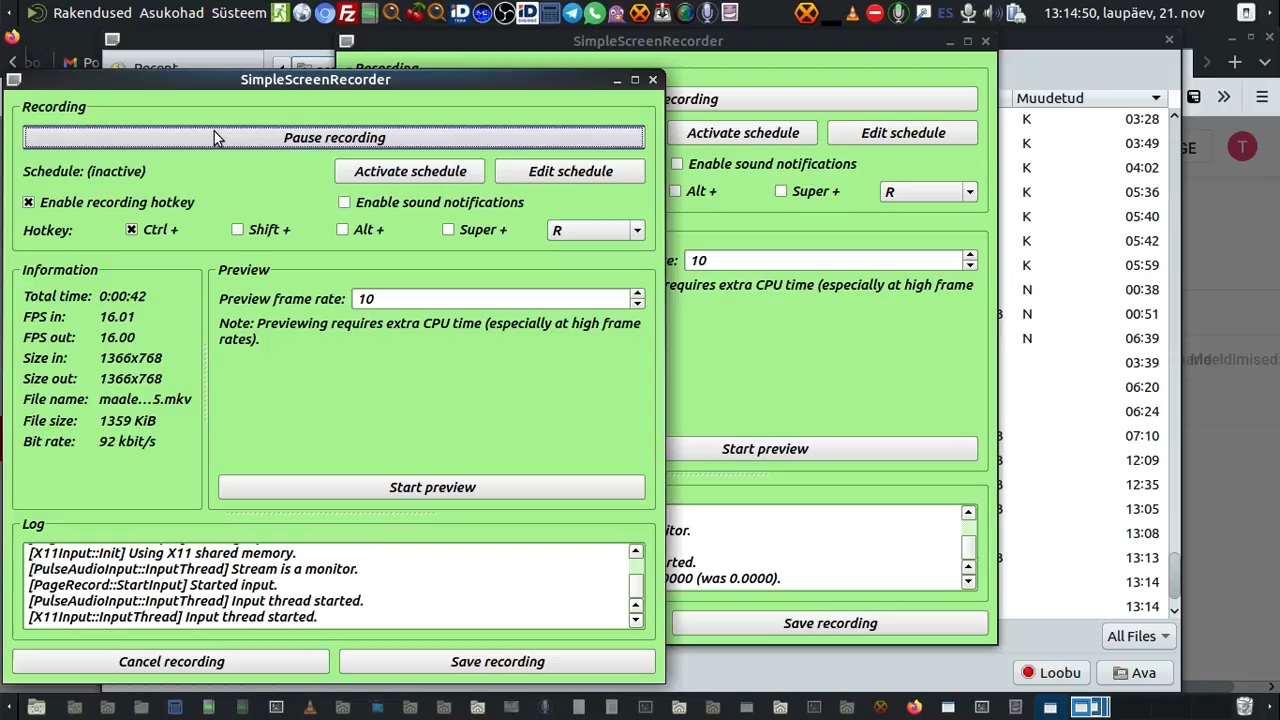 Rakendused Asukohad Süsteem
ES
13:14:50, laupäev, 21. nov
SimpleScreenRecorder
Recent
Muudetud
SimpleScreenRecorder
Recording
Recording
ecording
Pause recording
Activate schedule
Edit schedule
Schedule: (inactive)
Activate schedule
Edit schedule
Enable sound notifications
Enable recording hotkey
Enable sound notifications
Alt +
Super +
R
Hotkey:
Ctrl +
Shift +
Alt +
Super +
R
Information
Total time: 0:00:42
FPS in: 16.01
FPS out: 16.00
Size in: 1366x768
Size out: 1366x768
File name: maale...5.mkv
File size: 1359 KiB
Bit rate: 92 kbit/s
Preview
Preview frame rate: 10
Note: Previewing requires extra CPU time (especially at high frame
rates).
Start preview
e: 10
requires extra CPU time (especially at high frame
Start preview
Log
[X11Input::Init] Using X11 shared memory.
[PulseAudioInput::InputThread] Stream is a monitor.
[PageRecord::StartInput] Started input.
[PulseAudioInput::InputThread] Input thread started.
[X11Input::InputThread] Input thread started.
itor.
rted.
0000 (was 0.0000).
Cancel recording
Save recording
Save recording
K 03:28
K 03:49
K 04:02
K 05:36
K 05:40
K 05:42
K 05:59
N 00:38
N 00:51
N 06:39
03:39
06:20
06:24
07:10
12:09
12:35
13:05
13:08
13:13
13:14
13:14
All Files
Loobu
Ava
GE
T